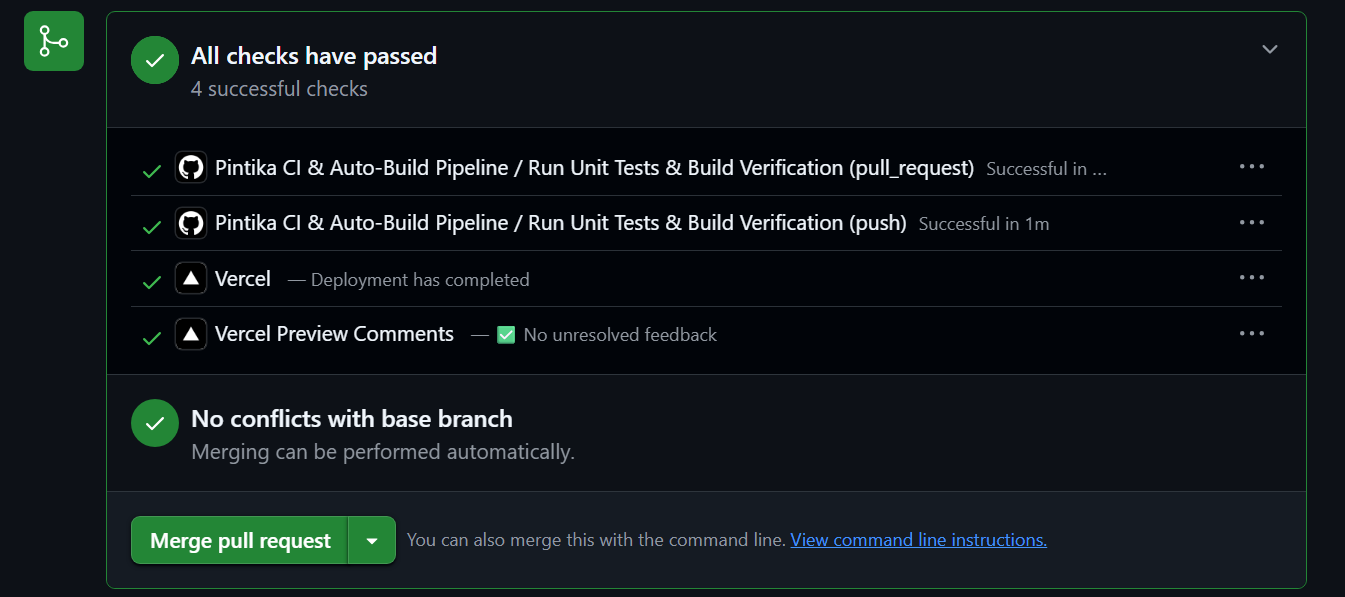 All checks have passed
4 successful checks
Pintika CI & Auto-Build Pipeline / Run Unit Tests & Build Verification (pull_request) Successful in ...
Pintika CI & Auto-Build Pipeline / Run Unit Tests & Build Verification (push) Successful in 1m
Vercel — Deployment has completed
Vercel Preview Comments — ✅ No unresolved feedback
No conflicts with base branch
Merging can be performed automatically.
Merge pull request You can also merge this with the command line. View command line instructions.